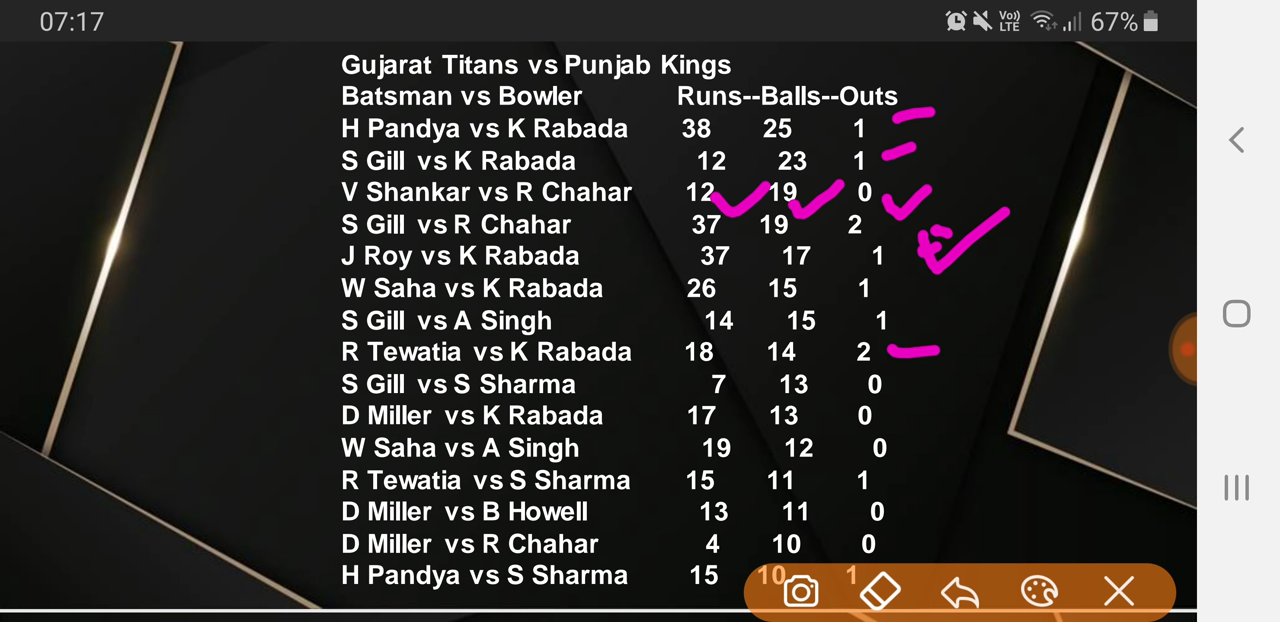 07:17 Vo) LTE 67%
Gujarat Titans vs Punjab Kings
Batsman vs Bowler Runs--Balls--Outs
H Pandya vs K Rabada 38 25 1
S Gill vs K Rabada 12 23 1
V Shankar vs R Chahar 12 19 0
S Gill vs R Chahar 37 19 2
J Roy vs K Rabada 37 17 1
W Saha vs K Rabada 26 15 1
S Gill vs A Singh 14 15 1
R Tewatia vs K Rabada 18 14 2
S Gill vs S Sharma 7 13 0
D Miller vs K Rabada 17 13 0
W Saha vs A Singh 19 12 0
R Tewatia vs S Sharma 15 11 1
D Miller vs B Howell 13 11 0
D Miller vs R Chahar 4 10 0
H Pandya vs S Sharma 15 10 1